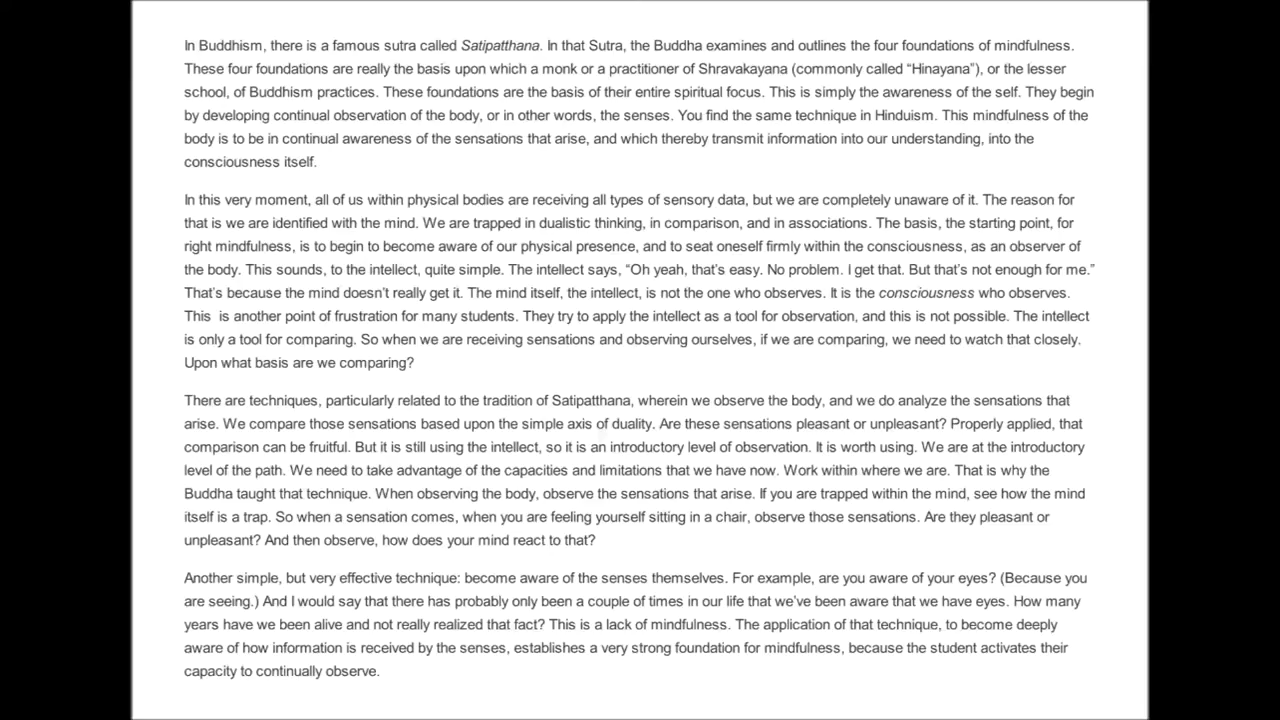 In Buddhism, there is a famous sutra called Satipatthana. In that Sutra, the Buddha examines and outlines the four foundations of mindfulness.
These four foundations are really the basis upon which a monk or a practitioner of Shravakayana (commonly called “Hinayana”), or the lesser
school, of Buddhism practices. These foundations are the basis of their entire spiritual focus. This is simply the awareness of the self. They begin
by developing continual observation of the body, or in other words, the senses. You find the same technique in Hinduism. This mindfulness of the
body is to be in continual awareness of the sensations that arise, and which thereby transmit information into our understanding, into the
consciousness itself.
In this very moment, all of us within physical bodies are receiving all types of sensory data, but we are completely unaware of it. The reason for
that is we are identified with the mind. We are trapped in dualistic thinking, in comparison, and in associations. The basis, the starting point, for
right mindfulness, is to begin to become aware of our physical presence, and to seat oneself firmly within the consciousness, as an observer of
the body. This sounds, to the intellect, quite simple. The intellect says, “Oh yeah, that’s easy. No problem. I get that. But that’s not enough for me.”
That’s because the mind doesn’t really get it. The mind itself, the intellect, is not the one who observes. It is the consciousness who observes.
This  is another point of frustration for many students. They try to apply the intellect as a tool for observation, and this is not possible. The intellect
is only a tool for comparing. So when we are receiving sensations and observing ourselves, if we are comparing, we need to watch that closely.
Upon what basis are we comparing?
There are techniques, particularly related to the tradition of Satipatthana, wherein we observe the body, and we do analyze the sensations that
arise. We compare those sensations based upon the simple axis of duality. Are these sensations pleasant or unpleasant? Properly applied, that
comparison can be fruitful. But it is still using the intellect, so it is an introductory level of observation. It is worth using. We are at the introductory
level of the path. We need to take advantage of the capacities and limitations that we have now. Work within where we are. That is why the
Buddha taught that technique. When observing the body, observe the sensations that arise. If you are trapped within the mind, see how the mind
itself is a trap. So when a sensation comes, when you are feeling yourself sitting in a chair, observe those sensations. Are they pleasant or
unpleasant? And then observe, how does your mind react to that?
Another simple, but very effective technique: become aware of the senses themselves. For example, are you aware of your eyes? (Because you
are seeing.) And I would say that there has probably only been a couple of times in our life that we’ve been aware that we have eyes. How many
years have we been alive and not really realized that fact? This is a lack of mindfulness. The application of that technique, to become deeply
aware of how information is received by the senses, establishes a very strong foundation for mindfulness, because the student activates their
capacity to continually observe.